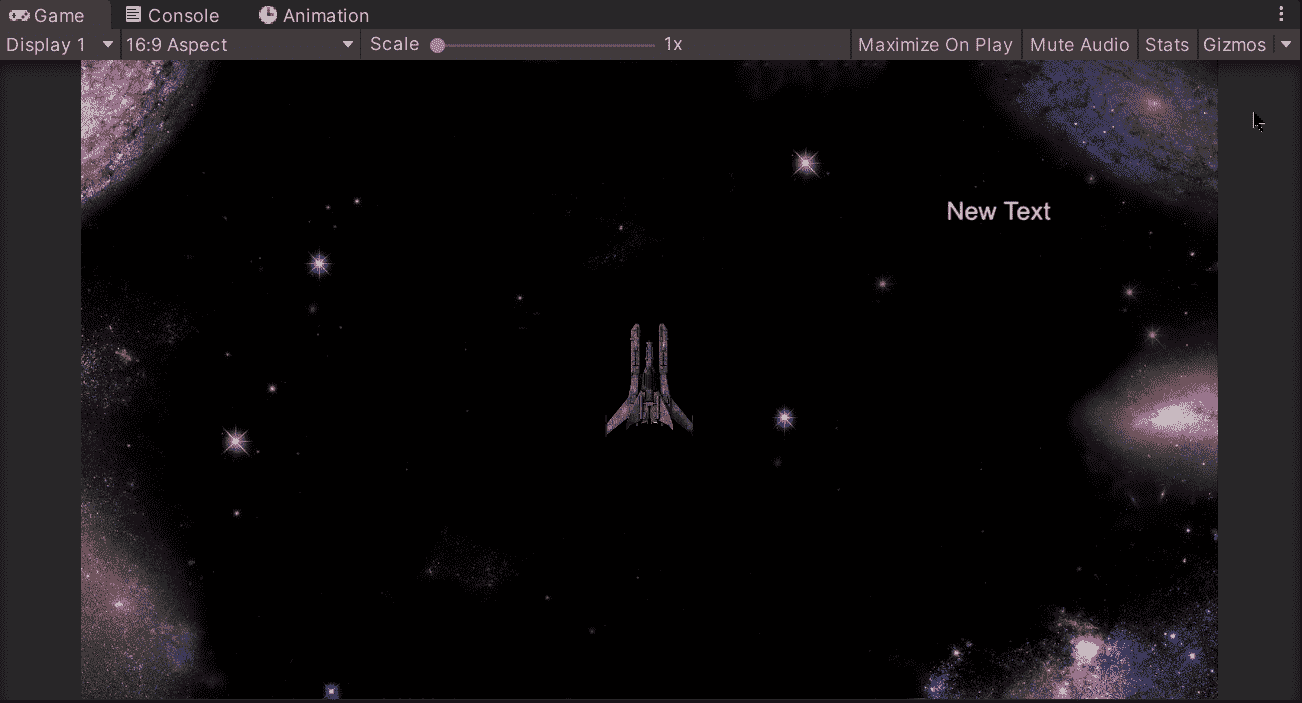 Game Console Animation
Display 1 16:9 Aspect Scale 1x Maximize On Play Mute Audio Stats Gizmos
New Text